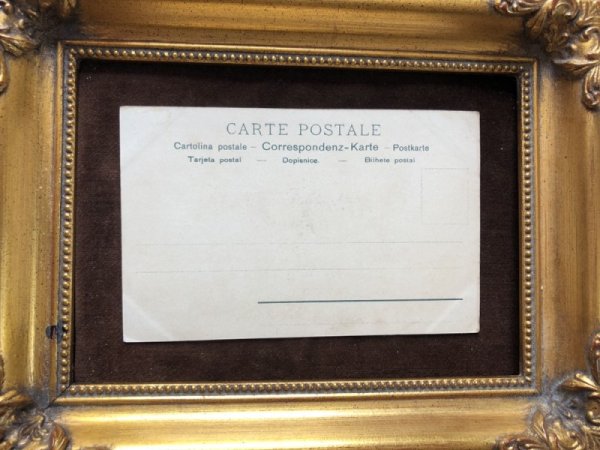 CARTE POSTALE
Cartolina postale – Correspondenz-Karte – Postkarte
Tarjeta postal — Dopisnice — Bilhete postal